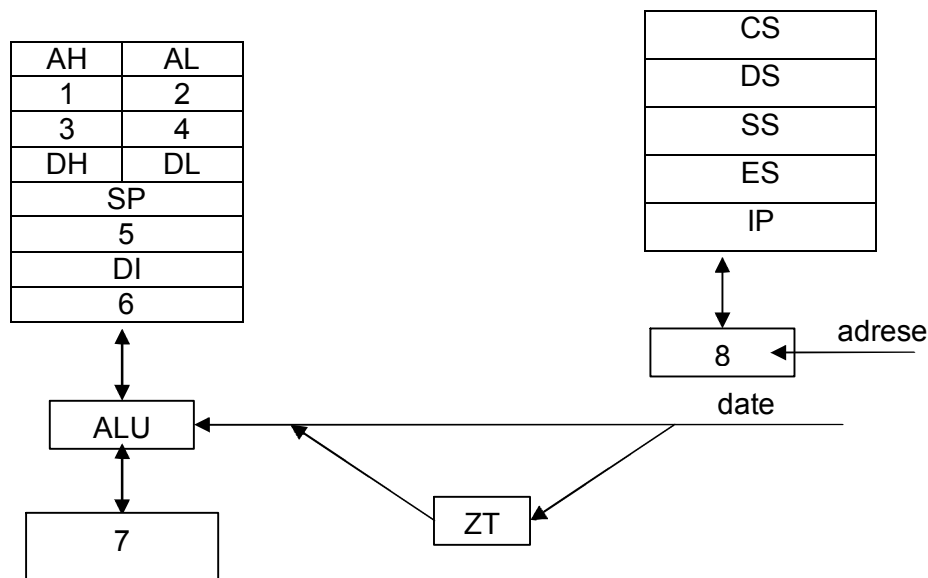 AH AL
1 2
3 4
DH DL
SP
5
DI
6
ALU
7
CS
DS
SS
ES
IP
8
adrese
date
ZT